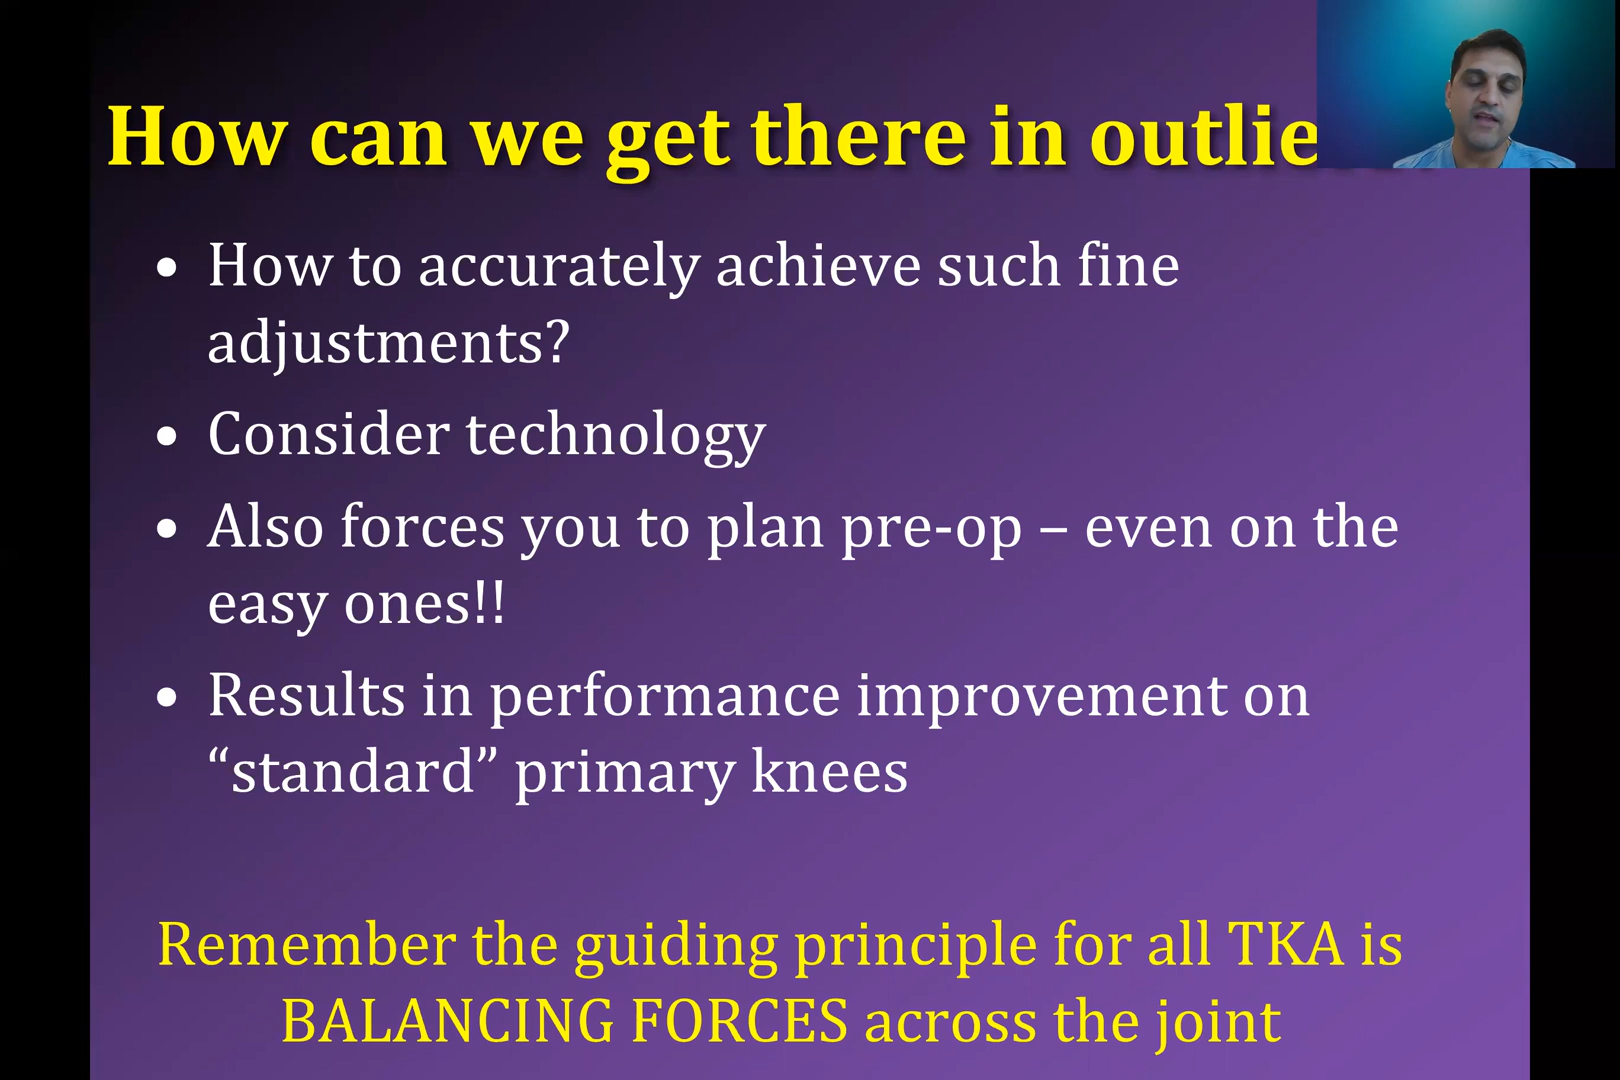 How can we get there in outlie
• How to accurately achieve such fine
adjustments?
• Consider technology
• Also forces you to plan pre-op – even on the
easy ones!!
• Results in performance improvement on
“standard” primary knees
Remember the guiding principle for all TKA is
BALANCING FORCES across the joint